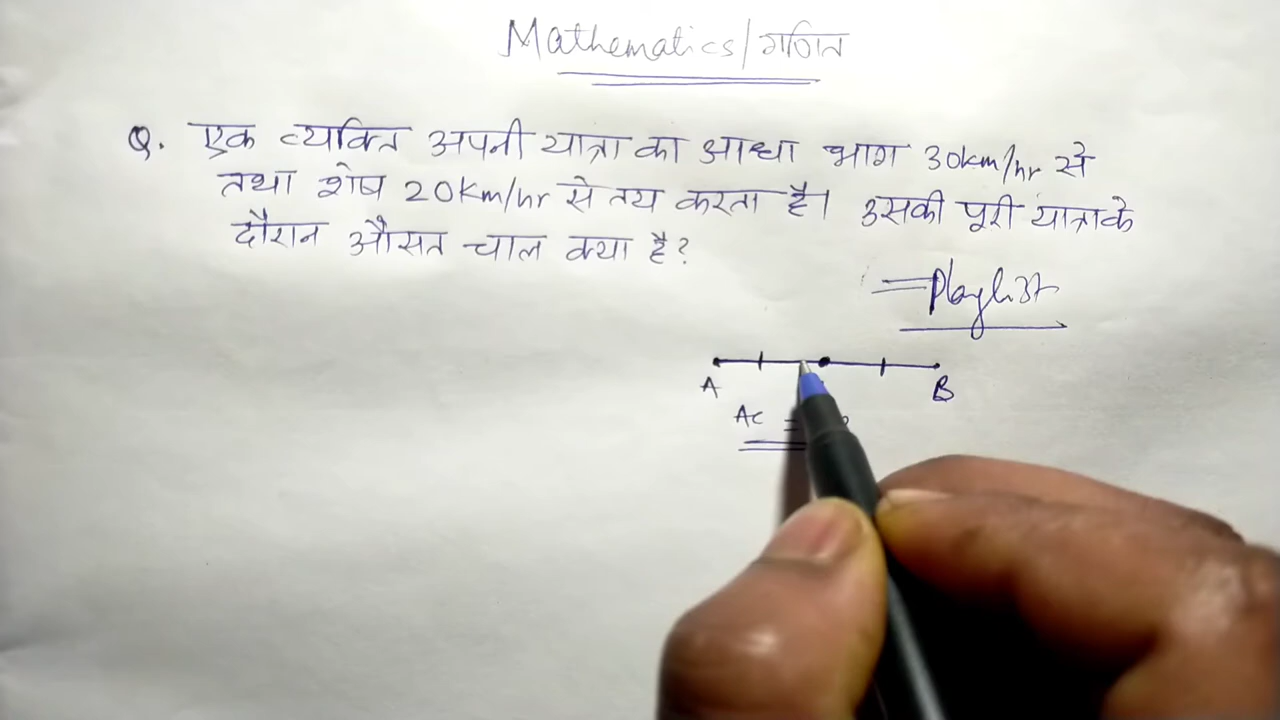 Mathematics/गणित
Q. एक व्यक्ति अपनी यात्रा का आधा भाग 30km/hr से
तथा शेष 20km/hr से तय करता है। उसकी पूरी यात्रा के
दौरान औसत चाल क्या है?
=Playlist
A B
AC =